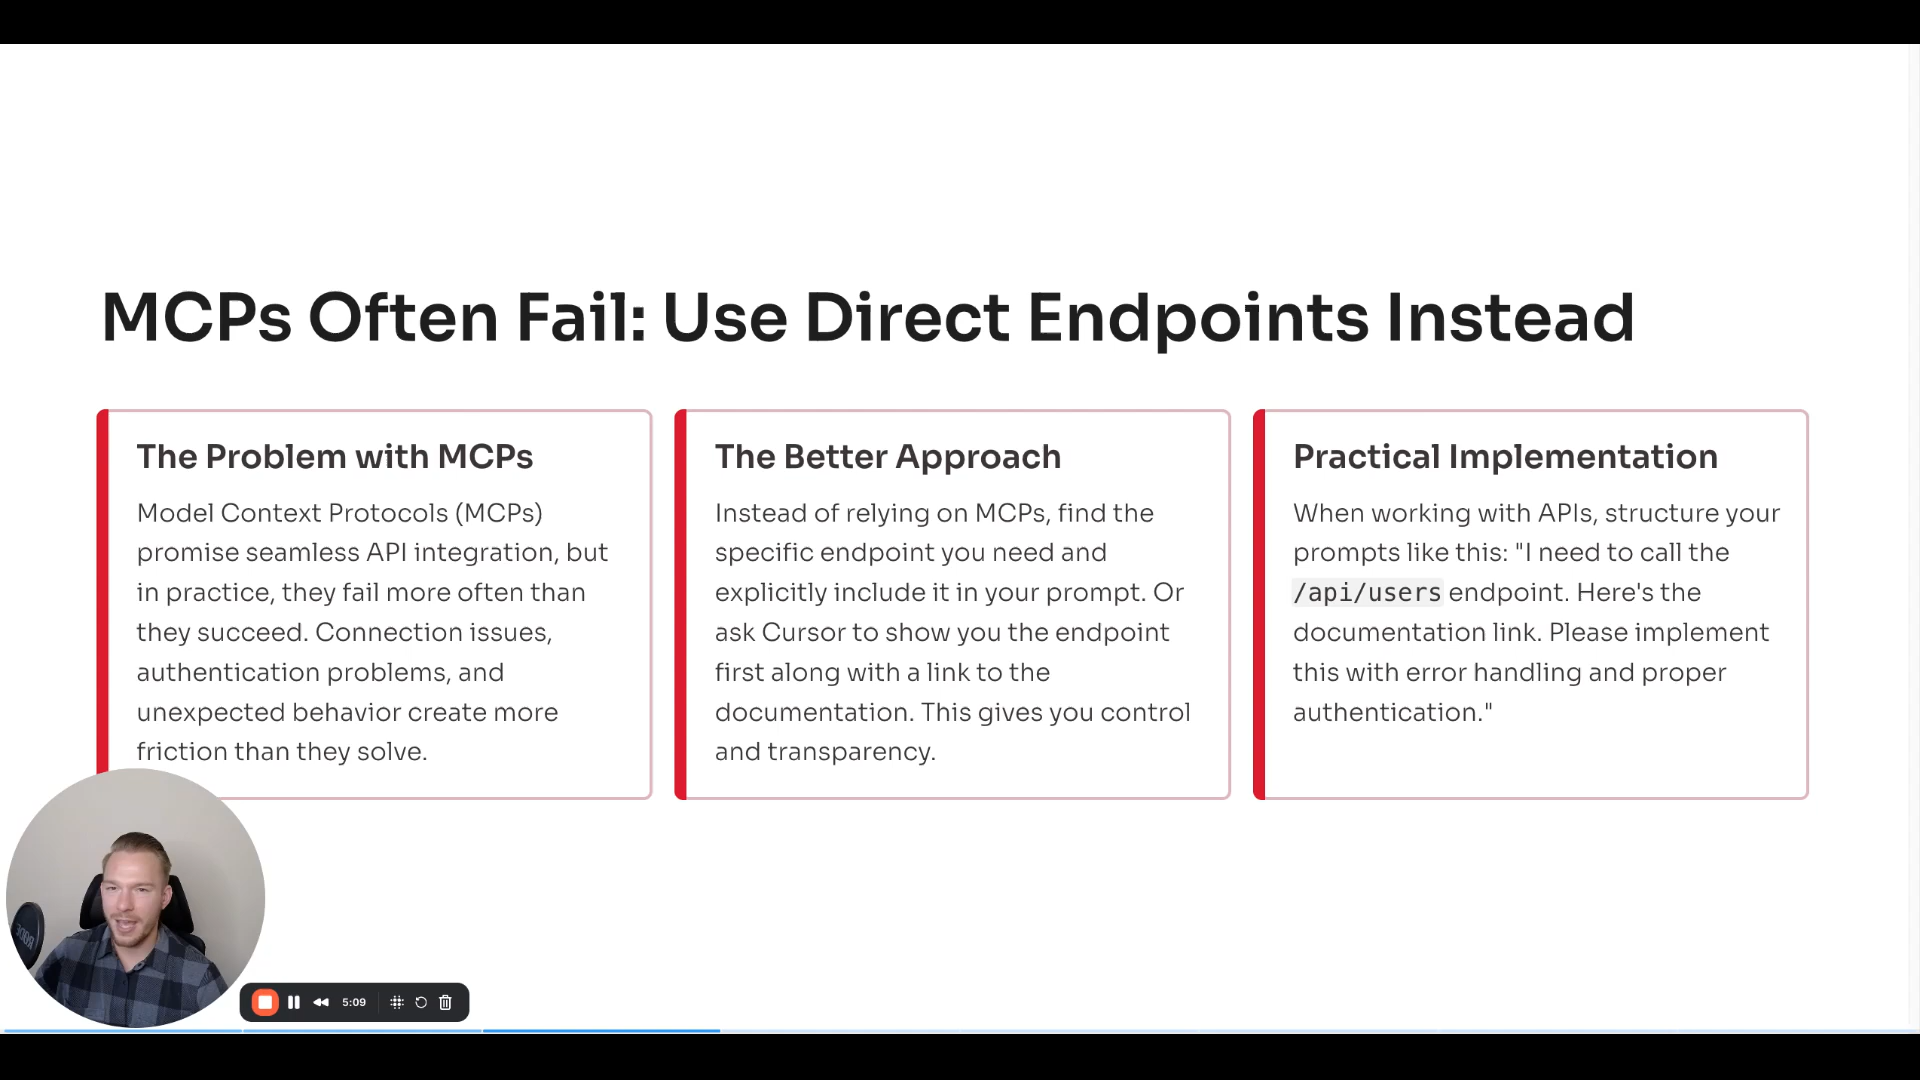 MCPs Often Fail: Use Direct Endpoints Instead
The Problem with MCPs
Model Context Protocols (MCPs)
promise seamless API integration, but
in practice, they fail more often than
they succeed. Connection issues,
authentication problems, and
unexpected behavior create more
friction than they solve.
The Better Approach
Instead of relying on MCPs, find the
specific endpoint you need and
explicitly include it in your prompt. Or
ask Cursor to show you the endpoint
first along with a link to the
documentation. This gives you control
and transparency.
Practical Implementation
When working with APIs, structure your
prompts like this: "I need to call the
/api/users endpoint. Here's the
documentation link. Please implement
this with error handling and proper
authentication."
RODE
5:09